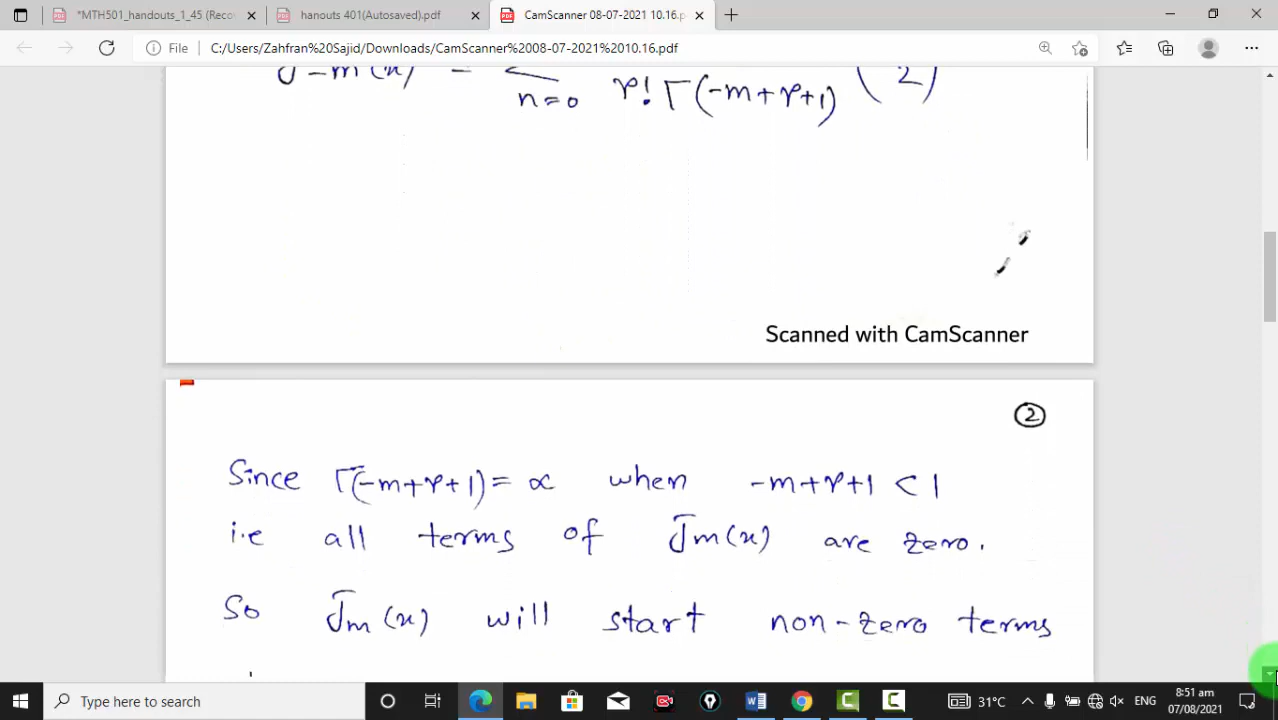 *MTH501_handouts_1_45 (Recov
hanouts 401(Autosaved).pdf
CamScanner 08-07-2021 10.16.p
File
C:/Users/Zahfran%20Sajid/Downloads/CamScanner%2008-07-2021%2010.16.pdf
J-m(x) =
n=0 r! Γ(-m+r+1) ( 2 )
Scanned with CamScanner
2
Since Γ(-m+r+1) = ∝ when -m+r+1 < 1
i.e all terms of Jm(x) are zero.
So Jm(x) will start non-zero terms
Type here to search
31°C
ENG
8:51 am
07/08/2021